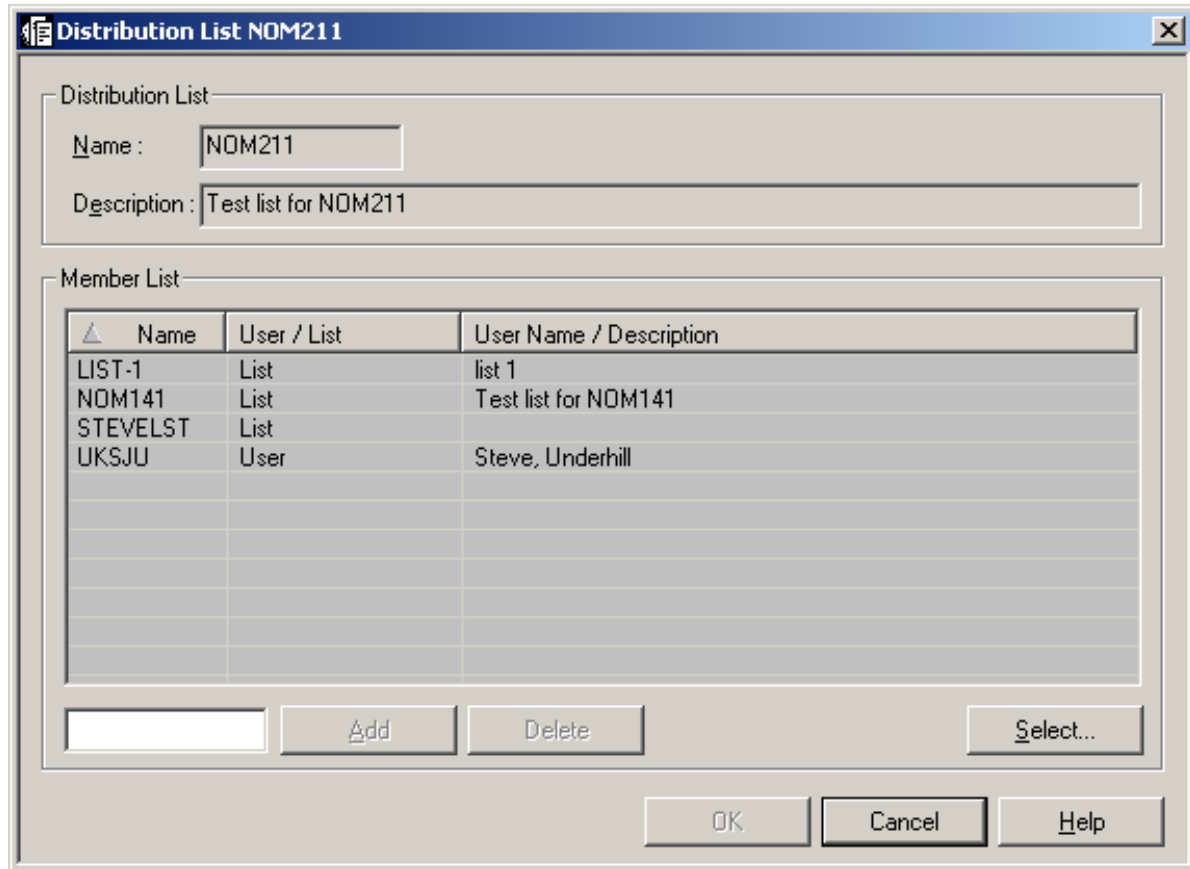 Distribution List NOM211
Distribution List
Name : NOM211
Description : Test list for NOM211
Member List
Name User / List User Name / Description
LIST-1 List list 1
NOM141 List Test list for NOM141
STEVELST List
UKSJU User Steve, Underhill
Add Delete Select...
OK Cancel Help